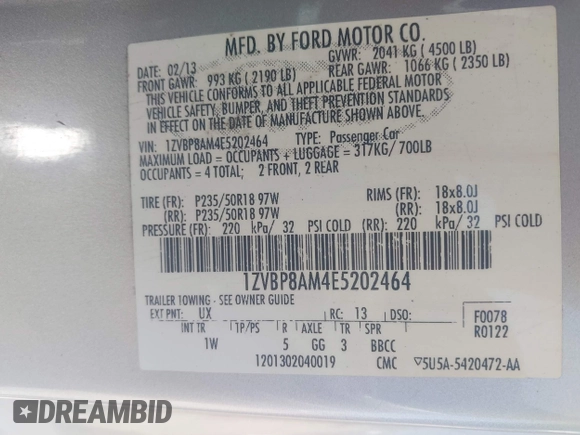 MFD. BY FORD MOTOR CO.
DATE: 02/13 GVWR: 2041 KG ( 4500 LB)
FRONT GAWR: 993 KG ( 2190 LB) REAR GAWR: 1066 KG ( 2350 LB)
THIS VEHICLE CONFORMS TO ALL APPLICABLE FEDERAL MOTOR
VEHICLE SAFETY, BUMPER, AND THEFT PREVENTION STANDARDS
IN EFFECT ON THE DATE OF MANUFACTURE SHOWN ABOVE.
VIN: 1ZVBP8AM4E5202464 TYPE: Passenger Car
MAXIMUM LOAD = OCCUPANTS + LUGGAGE = 317KG/ 700LB
OCCUPANTS = 4 TOTAL; 2 FRONT, 2 REAR
TIRE (FR): P235/50R18 97W RIMS (FR): 18x8.0J
(RR): P235/50R18 97W (RR): 18x8.0J
PRESSURE (FR): 220 kPa/ 32 PSI COLD (RR): 220 kPa/ 32 PSI COLD
1ZVBP8AM4E5202464
TRAILER TOWING - SEE OWNER GUIDE
EXT PNT: UX RC: 13 DSO: F0078
INT TR TP/PS R AXLE TR SPR R0122
1W 5 GG 3 BBCC
1201302040019 CMC ▽5U5A-5420472-AA
DREAMBID